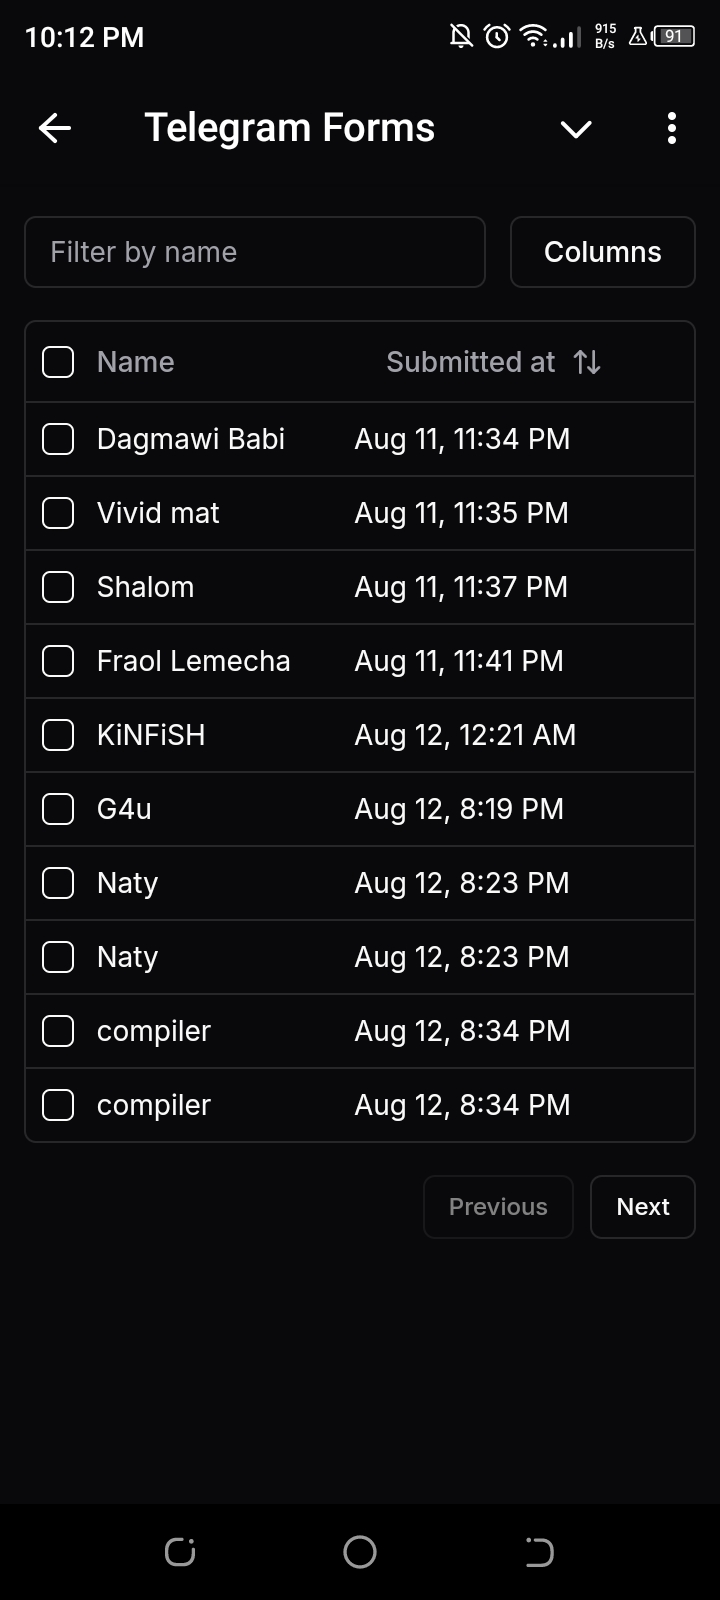 10:12 PM 915 B/s 91
Telegram Forms
Filter by name Columns
Name Submitted at
Dagmawi Babi Aug 11, 11:34 PM
Vivid mat Aug 11, 11:35 PM
Shalom Aug 11, 11:37 PM
Fraol Lemecha Aug 11, 11:41 PM
KiNFiSH Aug 12, 12:21 AM
G4u Aug 12, 8:19 PM
Naty Aug 12, 8:23 PM
Naty Aug 12, 8:23 PM
compiler Aug 12, 8:34 PM
compiler Aug 12, 8:34 PM
Previous Next